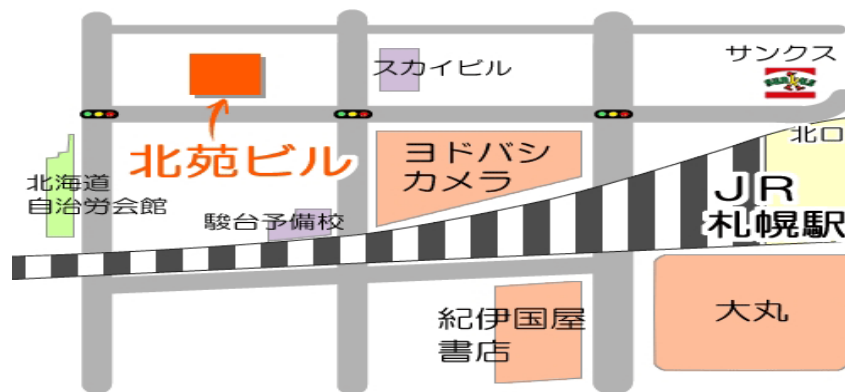 サンクス
スカイビル
北口
北苑ビル
ヨドバシ
カメラ
北海道
自治労会館
駿台予備校
JR
札幌駅
紀伊国屋
書店
大丸